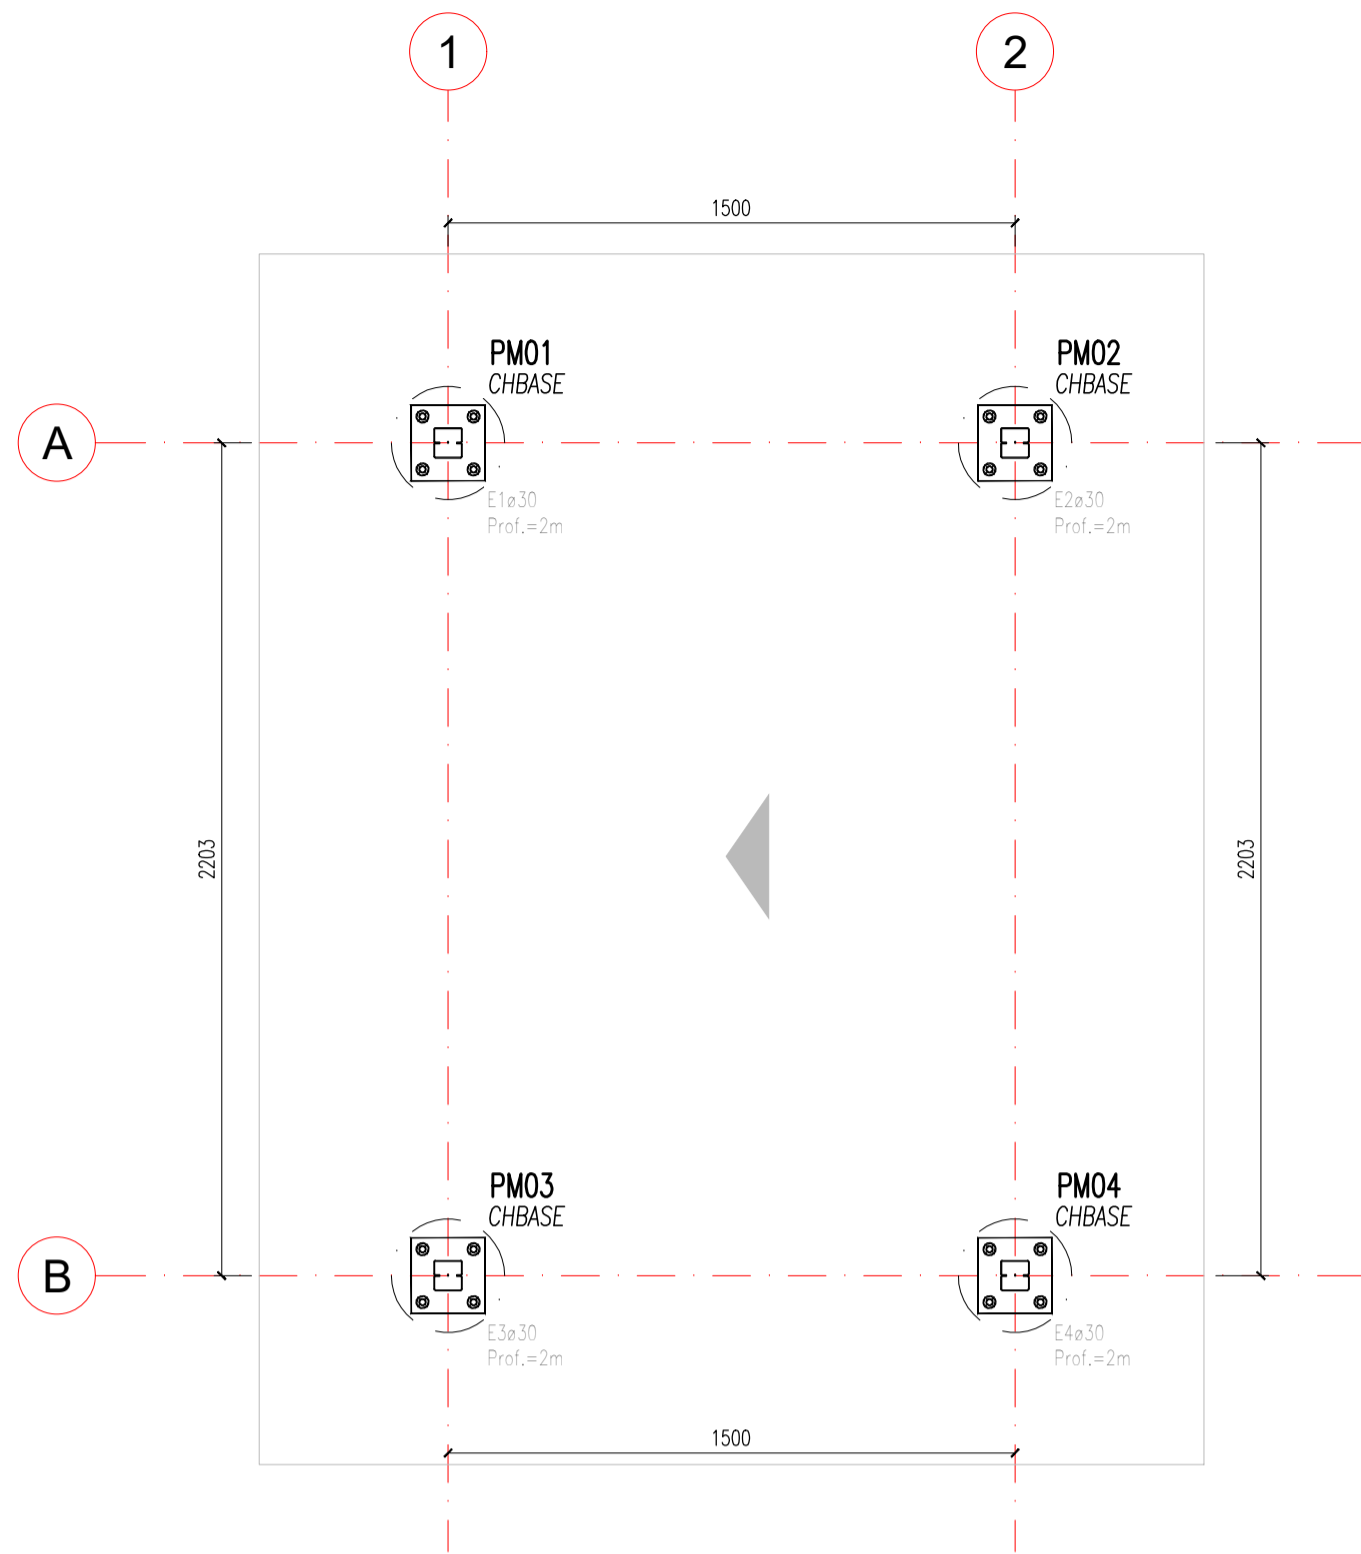 1
2
1500
PM01
CHBASE
PM02
CHBASE
A
E1ø30
Prof.=2m
E2ø30
Prof.=2m
2203
2203
PM03
CHBASE
PM04
CHBASE
B
E3ø30
Prof.=2m
E4ø30
Prof.=2m
1500